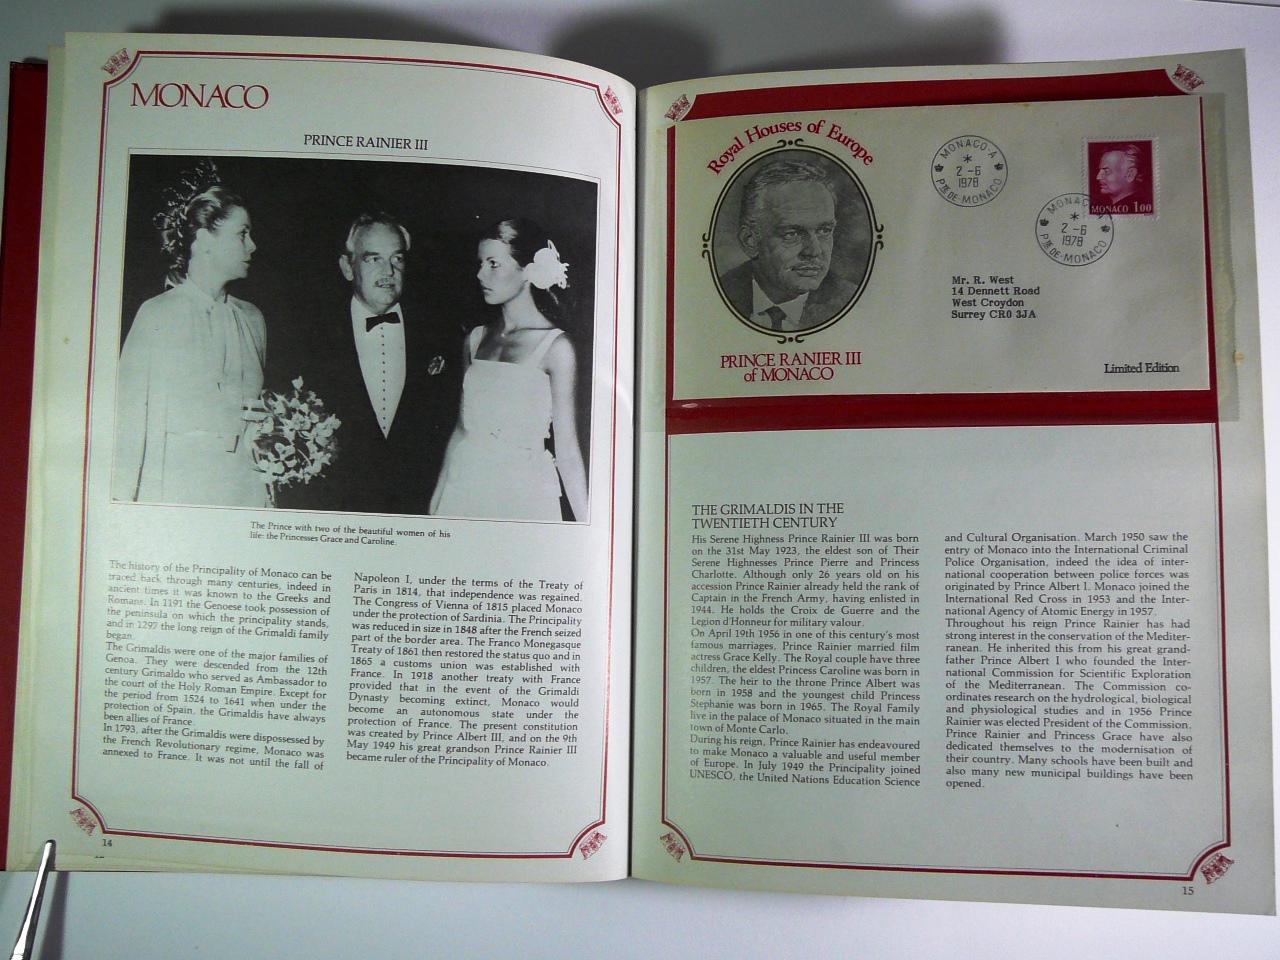 MONACO
PRINCE RAINIER III
The Prince with two of the beautiful women of his
life: the Princesses Grace and Caroline.
The history of the Principality of Monaco can be
traced back through many centuries, indeed in
ancient times it was known to the Greeks and
Romans. In 1191 the Genoese took possession of
the peninsula on which the principality stands,
and in 1297 the long reign of the Grimaldi family
began.
The Grimaldis were one of the major families of
Genoa. They were descended from the 12th
century Grimaldo who served as Ambassador to
the court of the Holy Roman Empire. Except for
the period from 1524 to 1641 when under the
protection of Spain, the Grimaldis have always
been allies of France.
In 1793, after the Grimaldis were dispossessed by
the French Revolutionary regime, Monaco was
annexed to France. It was not until the fall of
Napoleon I, under the terms of the Treaty of
Paris in 1814, that independence was regained.
The Congress of Vienna of 1815 placed Monaco
under the protection of Sardinia. The Principality
was reduced in size in 1848 after the French seized
part of the border area. The Franco Monegasque
Treaty of 1861 then restored the status quo and in
1865 a customs union was established with
France. In 1918 another treaty with France
provided that in the event of the Grimaldi
Dynasty becoming extinct, Monaco would
become an autonomous state under the
protection of France. The present constitution
was created by Prince Albert III, and on the 9th
May 1949 his great grandson Prince Rainier III
became ruler of the Principality of Monaco.
14
Royal Houses of Europe
PRINCE RANIER III
of MONACO
MONACO-A
2 -6
1978
PTÉ DE MONACO
MONACO 1.00
MONAC
2 -6
1978
PTÉ DE-MONACO
Mr. R. West
14 Dennett Road
West Croydon
Surrey CR0 3JA
Limited Edition
THE GRIMALDIS IN THE
TWENTIETH CENTURY
His Serene Highness Prince Rainier III was born
on the 31st May 1923, the eldest son of Their
Serene Highnesses Prince Pierre and Princess
Charlotte. Although only 26 years old on his
accession Prince Rainier already held the rank of
Captain in the French Army, having enlisted in
1944. He holds the Croix de Guerre and the
Legion d'Honneur for military valour.
On April 19th 1956 in one of this century's most
famous marriages, Prince Rainier married film
actress Grace Kelly. The Royal couple have three
children, the eldest Princess Caroline was born in
1957. The heir to the throne Prince Albert was
born in 1958 and the youngest child Princess
Stephanie was born in 1965. The Royal Family
live in the palace of Monaco situated in the main
town of Monte Carlo.
During his reign, Prince Rainier has endeavoured
to make Monaco a valuable and useful member
of Europe. In July 1949 the Principality joined
UNESCO, the United Nations Education Science
and Cultural Organisation. March 1950 saw the
entry of Monaco into the International Criminal
Police Organisation, indeed the idea of inter-
national cooperation between police forces was
originated by Prince Albert I. Monaco joined the
International Red Cross in 1953 and the Inter-
national Agency of Atomic Energy in 1957.
Throughout his reign Prince Rainier has had
strong interest in the conservation of the Mediter-
ranean. He inherited this from his great grand-
father Prince Albert I who founded the Inter-
national Commission for Scientific Exploration
of the Mediterranean. The Commission co-
ordinates research on the hydrological, biological
and physiological studies and in 1956 Prince
Rainier was elected President of the Commission.
Prince Rainier and Princess Grace have also
dedicated themselves to the modernisation of
their country. Many schools have been built and
also many new municipal buildings have been
opened.
15